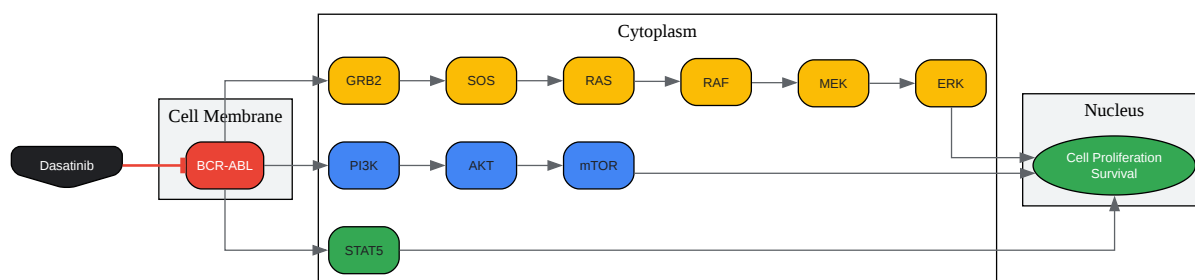 Cytoplasm
GRB2
SOS
RAS
RAF
MEK
ERK
Cell Membrane
Nucleus
Dasatinib
BCR-ABL
PI3K
AKT
mTOR
Cell Proliferation
Survival
STAT5